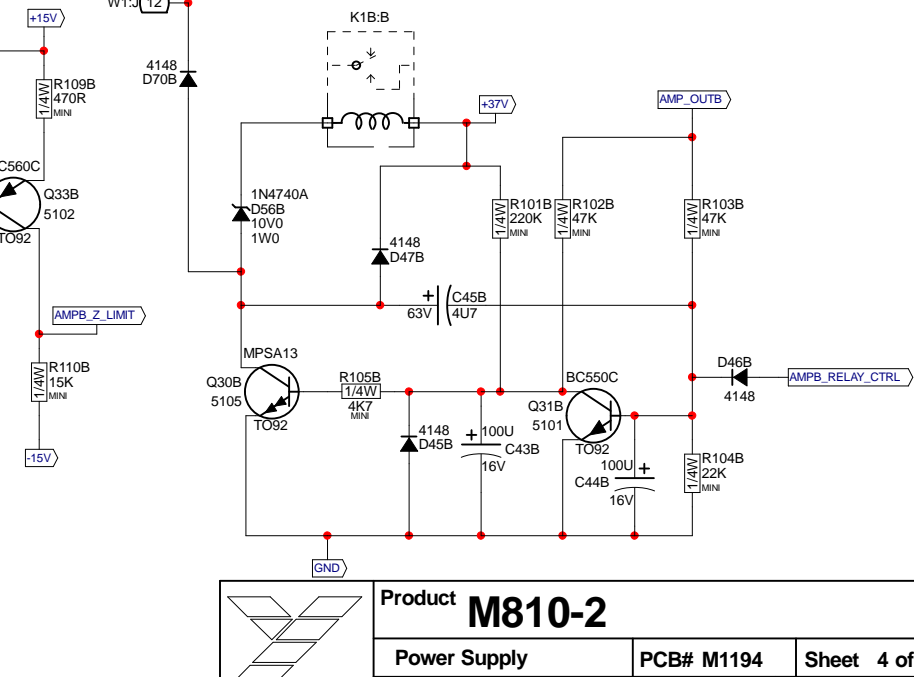 W1:J 12
+15V
K1B:B
4148
D70B
R109B
470R
1/4W
MINI
+37V
AMP_OUTB
C560C
Q33B
5102
TO92
1N4740A
D56B
10V0
1W0
4148
D47B
R101B
220K
1/4W
MINI
R102B
47K
1/4W
MINI
R103B
47K
1/4W
MINI
+
C45B
63V
4U7
AMPB_Z_LIMIT
R110B
15K
1/4W
MINI
-15V
MPSA13
Q30B
5105
TO92
R105B
1/4W
4K7
MINI
BC550C
Q31B
5101
TO92
D46B
4148
AMPB_RELAY_CTRL
4148
D45B
+ 100U
C43B
16V
100U +
C44B
16V
R104B
22K
1/4W
MINI
GND
Product M810-2
Power Supply
PCB# M1194
Sheet 4 of